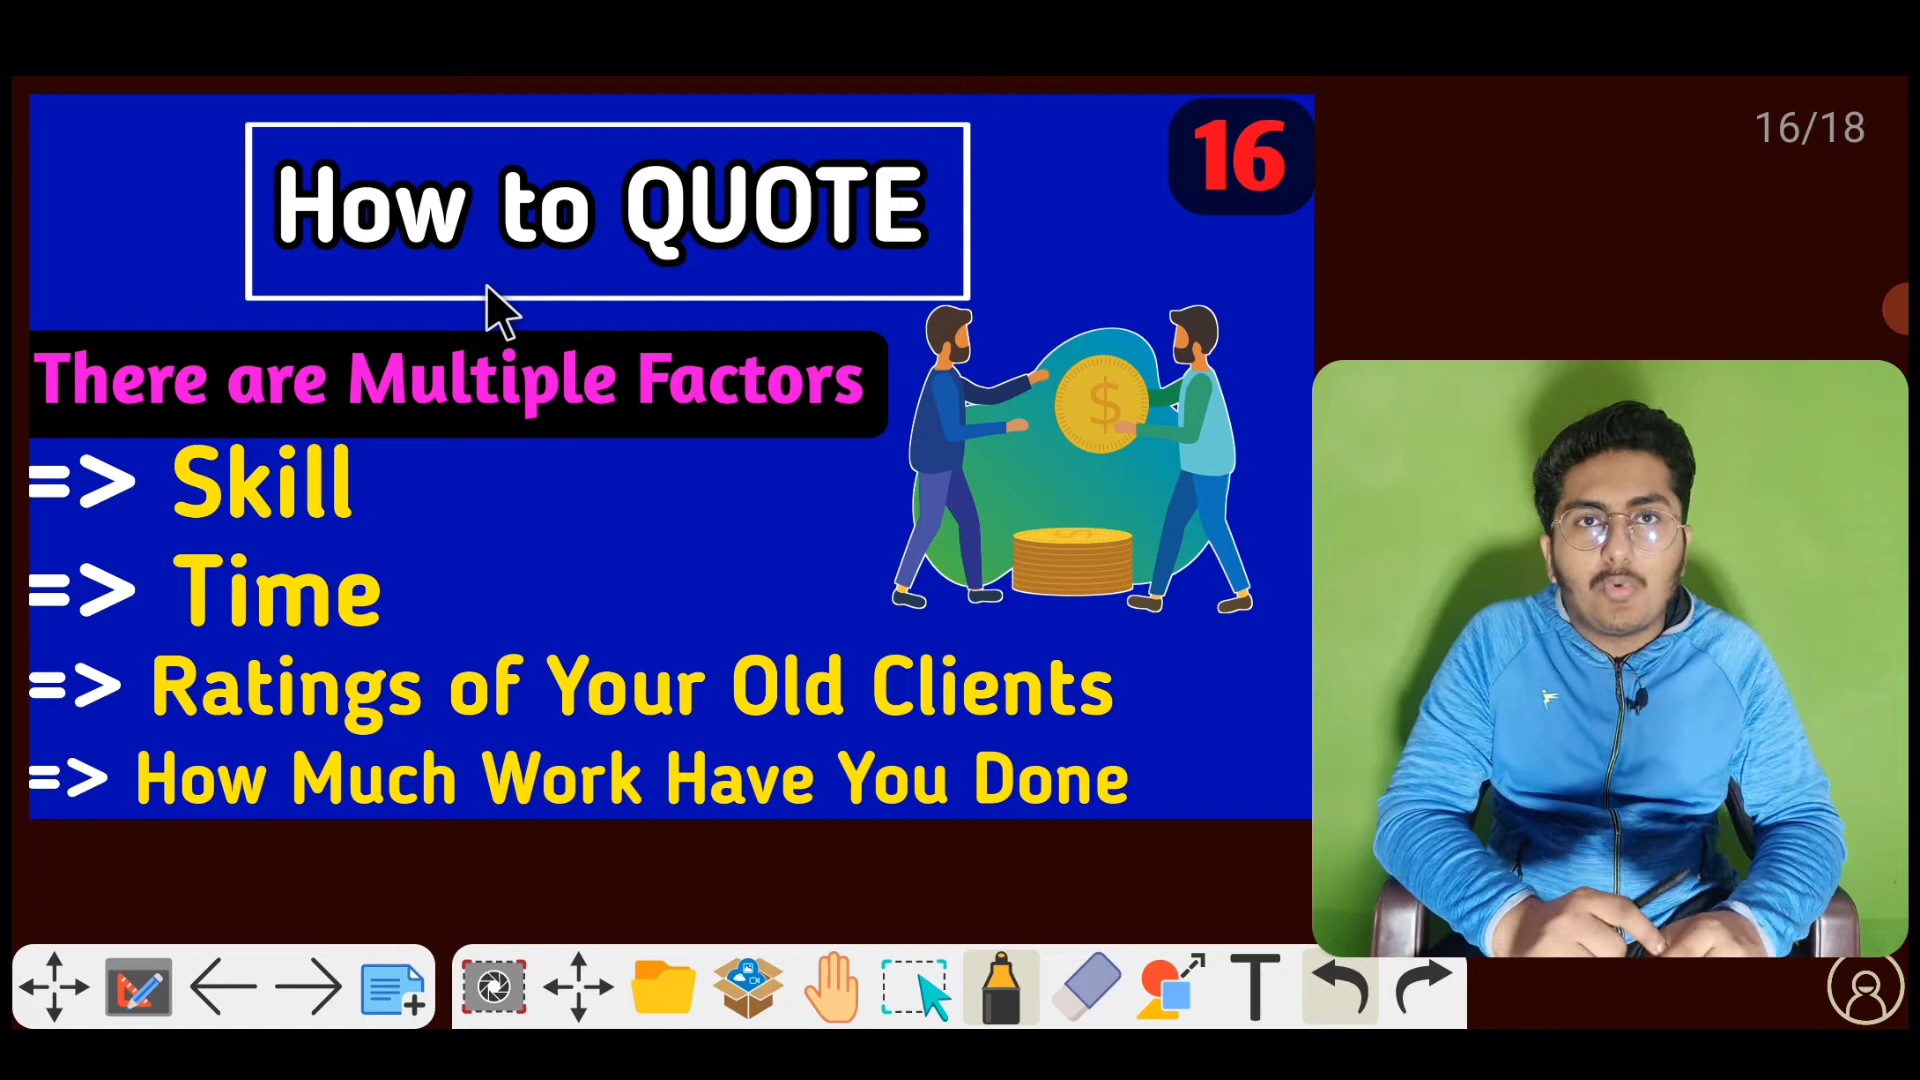 How to QUOTE
16
16/18
There are Multiple Factors
=> Skill
=> Time
=> Ratings of Your Old Clients
=> How Much Work Have You Done
$
T